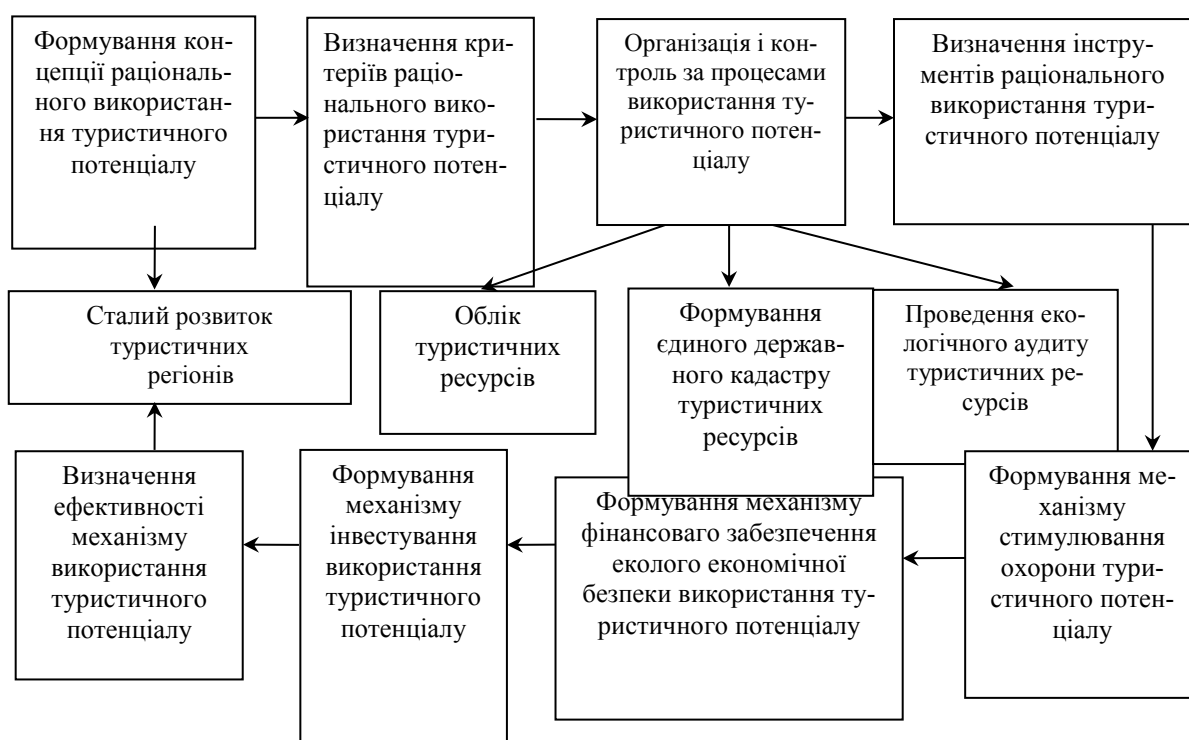 Формування кон-
цепції раціональ-
ного використан-
ня туристичного
потенціалу
Визначення кри-
теріїв раціо-
нального вико-
ристання тури-
стичного потен-
ціалу
Організація і кон-
троль за процесами
використання ту-
ристичного потен-
ціалу
Визначення інстру-
ментів раціонального
використання тури-
стичного потенціалу
Сталий розвиток
туристичних
регіонів
Облік
туристичних
ресурсів
Формування
єдиного держав-
ного кадастру
туристичних
ресурсів
Проведення еко-
логічного аудиту
туристичних ре-
сурсів
Визначення
ефективності
механізму
використання
туристичного
потенціалу
Формування
механізму
інвестування
використання
туристичного
потенціалу
Формування механізму
фінансоваго забезпечення
еколого економічної
безпеки використання ту-
ристичного потенціалу
Формування ме-
ханізму
стимулювання
охорони тури-
стичного потен-
ціалу